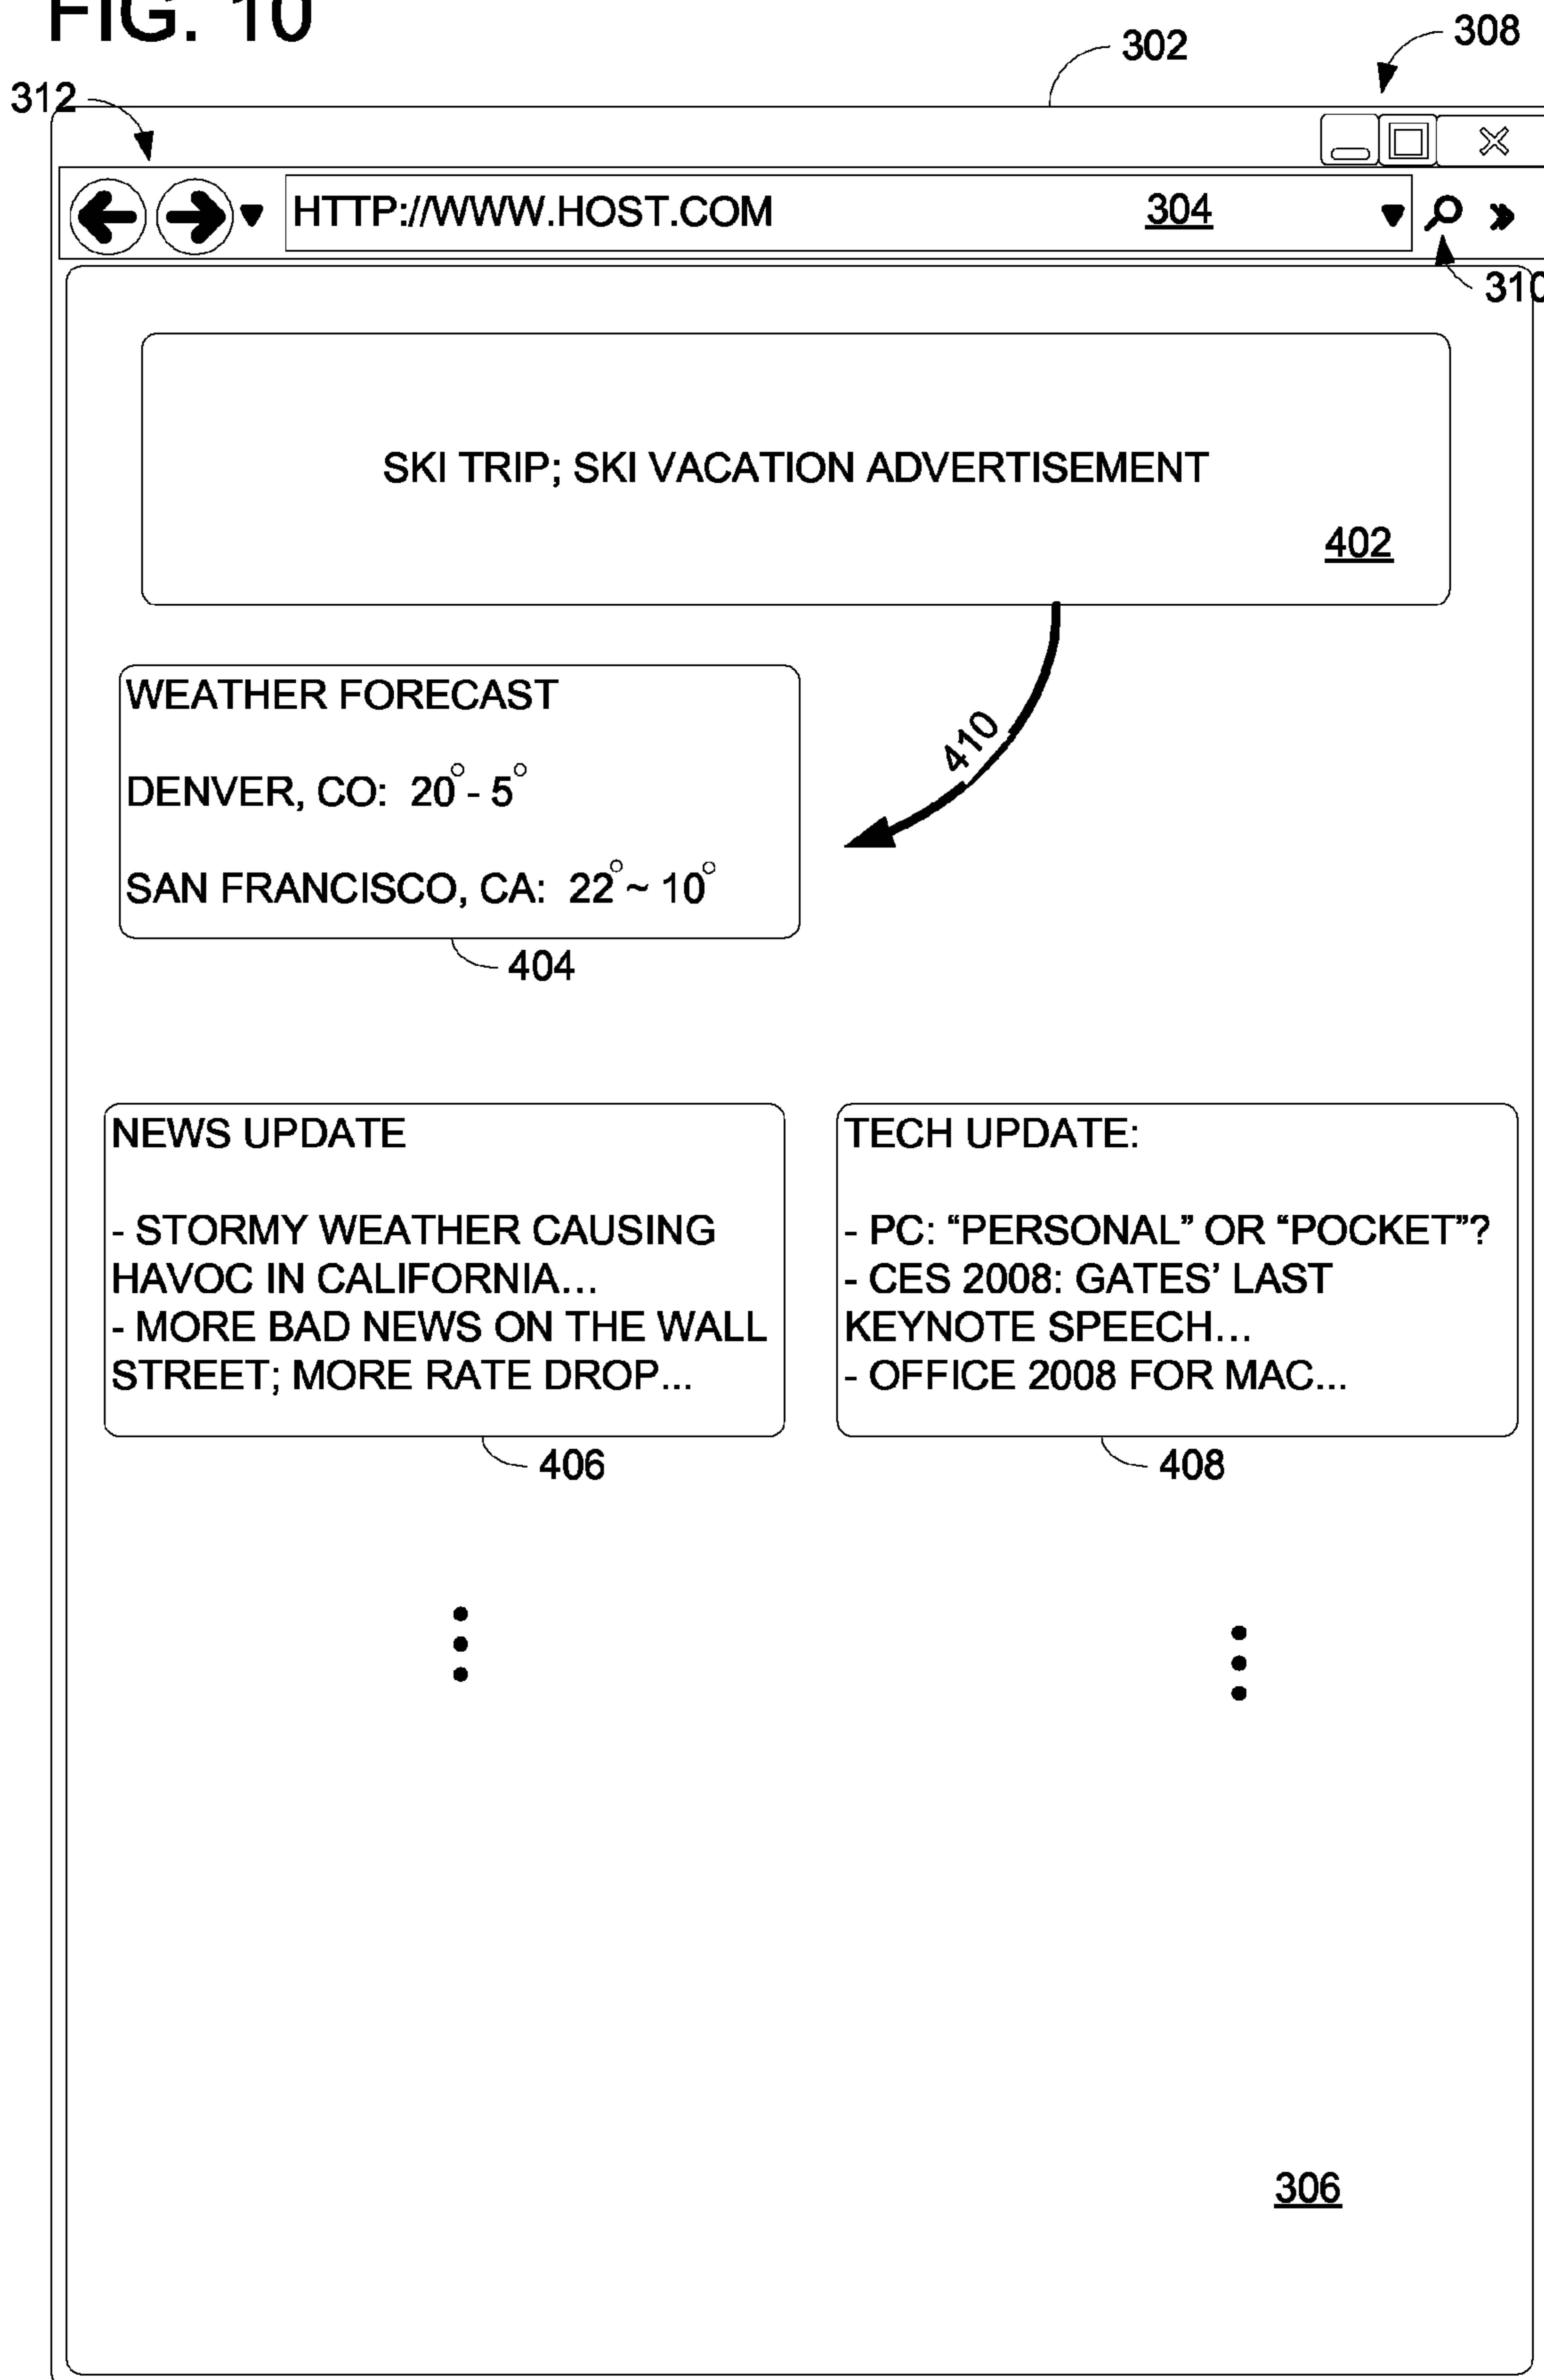 FIG. 10
302
308
312
HTTP://WWW.HOST.COM 304
310
SKI TRIP; SKI VACATION ADVERTISEMENT
402
WEATHER FORECAST
410
DENVER, CO: 20° - 5°
SAN FRANCISCO, CA: 22° ~ 10°
404
NEWS UPDATE
- STORMY WEATHER CAUSING
HAVOC IN CALIFORNIA...
- MORE BAD NEWS ON THE WALL
STREET; MORE RATE DROP...
406
TECH UPDATE:
- PC: “PERSONAL” OR “POCKET”?
- CES 2008: GATES’ LAST
KEYNOTE SPEECH...
- OFFICE 2008 FOR MAC...
408
306